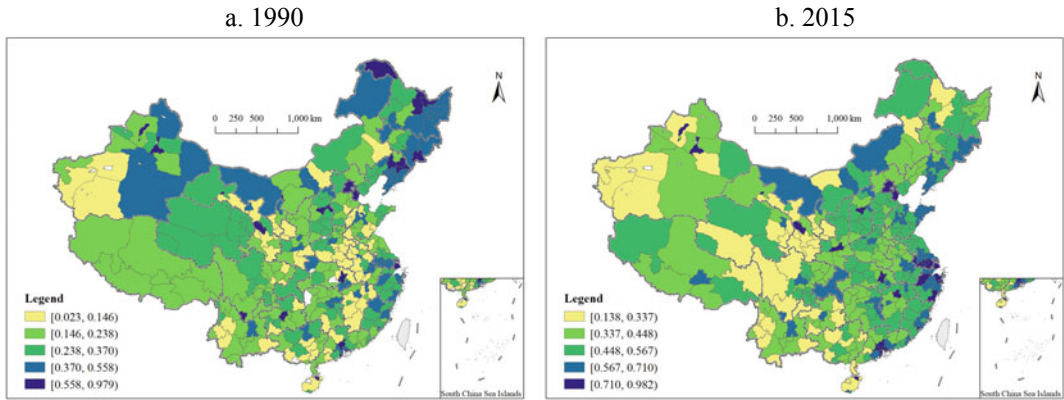 a. 1990
b. 2015
N
0 250 500 1,000 km
Legend
[0.023, 0.146]
[0.146, 0.238]
[0.238, 0.370]
[0.370, 0.558]
[0.558, 0.979]
South China Sea Islands
N
0 250 500 1,000 km
Legend
[0.138, 0.337]
[0.337, 0.448]
[0.448, 0.567]
[0.567, 0.710]
[0.710, 0.982]
South China Sea Islands